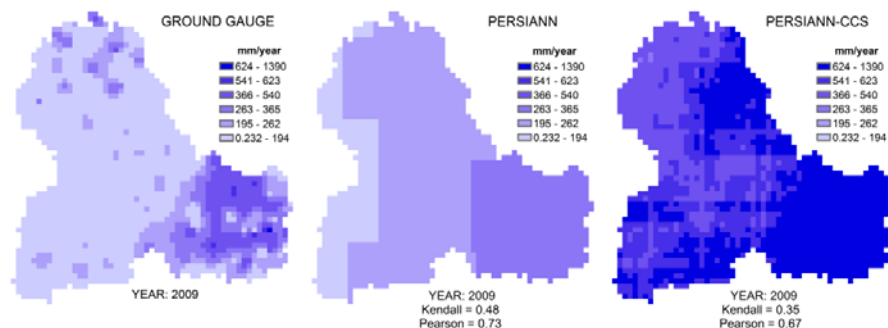 GROUND GAUGE
mm/year
624 - 1390
541 - 623
366 - 540
263 - 365
195 - 262
0.232 - 194
YEAR: 2009
PERSIANN
mm/year
624 - 1390
541 - 623
366 - 540
263 - 365
195 - 262
0.232 - 194
YEAR: 2009
Kendall = 0.48
Pearson = 0.73
PERSIANN-CCS
mm/year
624 - 1390
541 - 623
366 - 540
263 - 365
195 - 262
0.232 - 194
YEAR: 2009
Kendall = 0.35
Pearson = 0.67